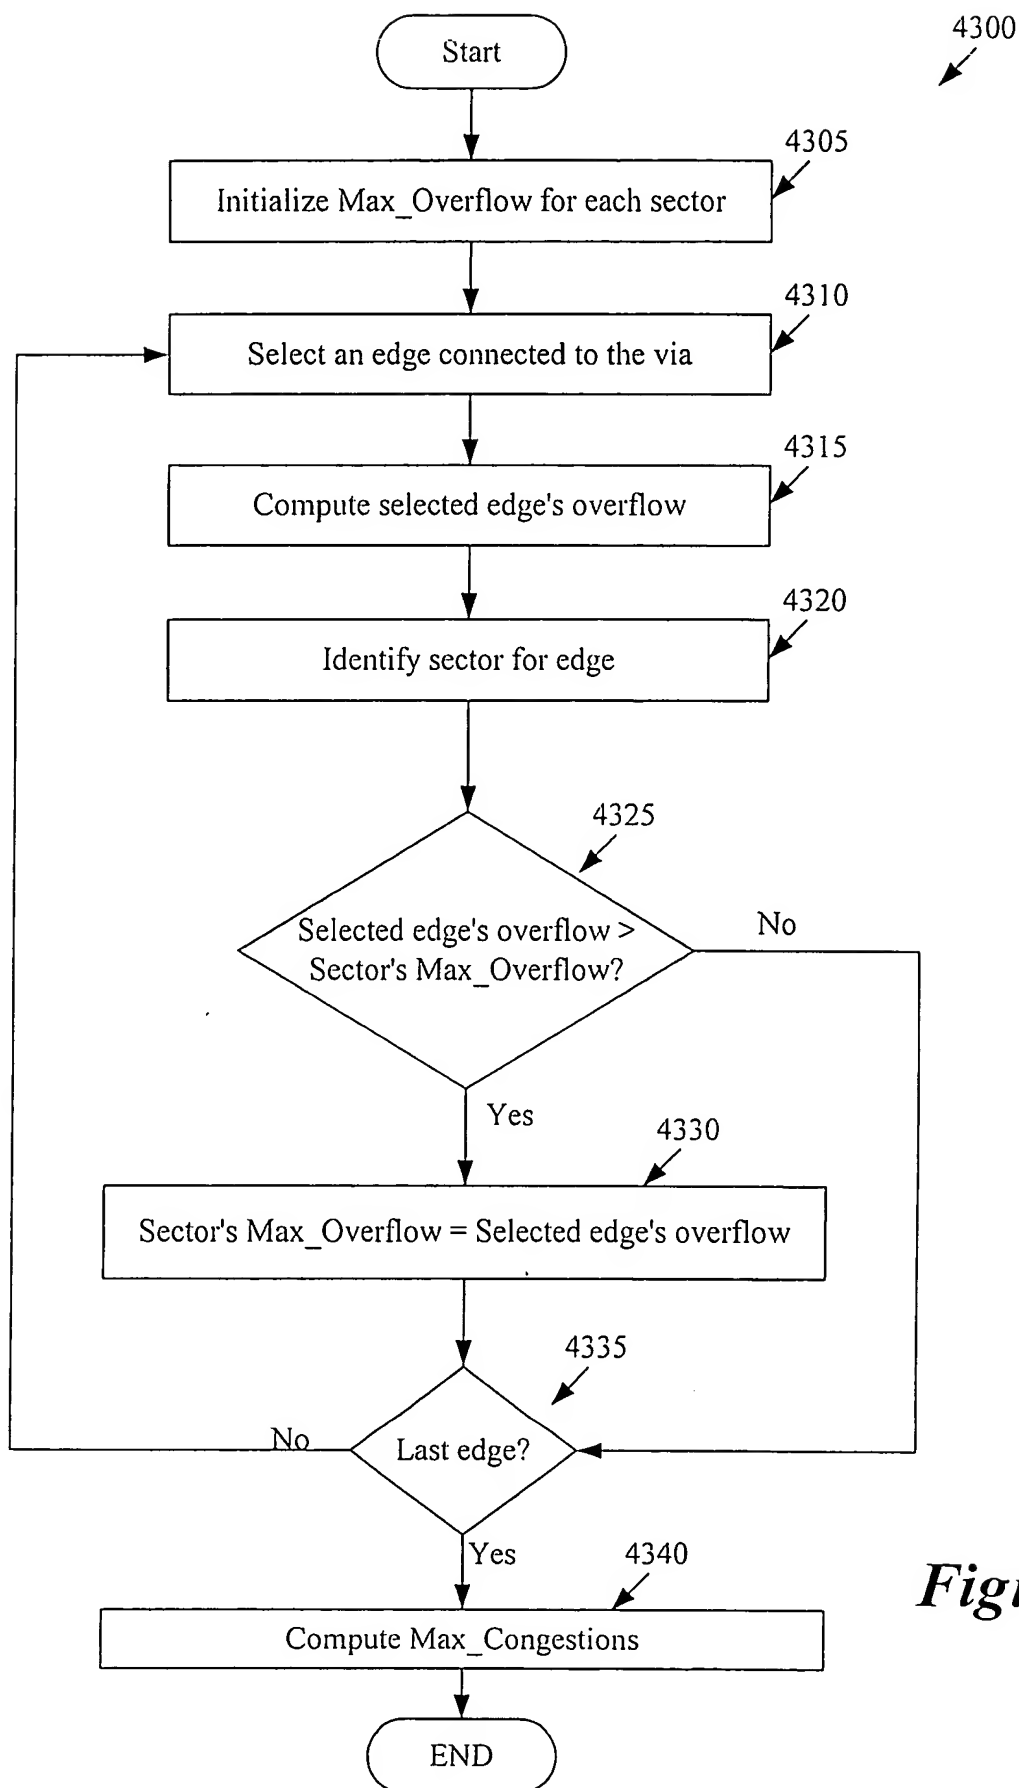 Start
4300
4305
Initialize Max_Overflow for each sector
4310
Select an edge connected to the via
4315
Compute selected edge's overflow
4320
Identify sector for edge
4325
Selected edge's overflow >
Sector's Max_Overflow?
No
Yes
4330
Sector's Max_Overflow = Selected edge's overflow
4335
No
Last edge?
Yes
4340
Compute Max_Congestions
END